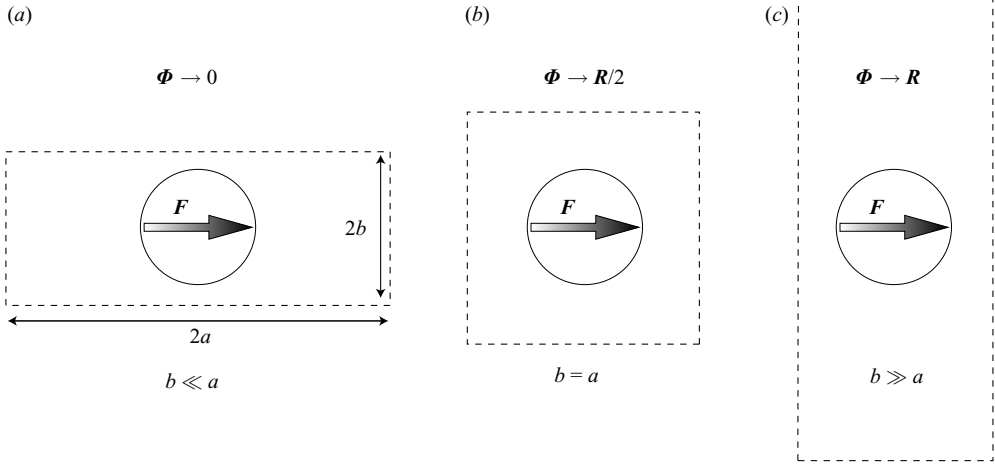 (a)
Φ → 0
F
2b
2a
b ≪ a
(b)
Φ → R/2
F
b = a
(c)
Φ → R
F
b ≫ a